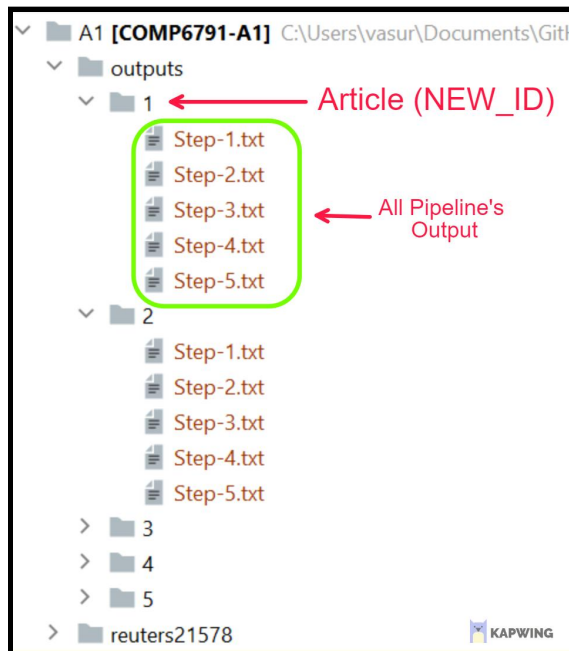 A1 [COMP6791-A1] C:\Users\vasur\Documents\Git
outputs
1
Article (NEW_ID)
Step-1.txt
Step-2.txt
Step-3.txt
Step-4.txt
Step-5.txt
All Pipeline's
Output
2
Step-1.txt
Step-2.txt
Step-3.txt
Step-4.txt
Step-5.txt
3
4
5
reuters21578
KAPWING